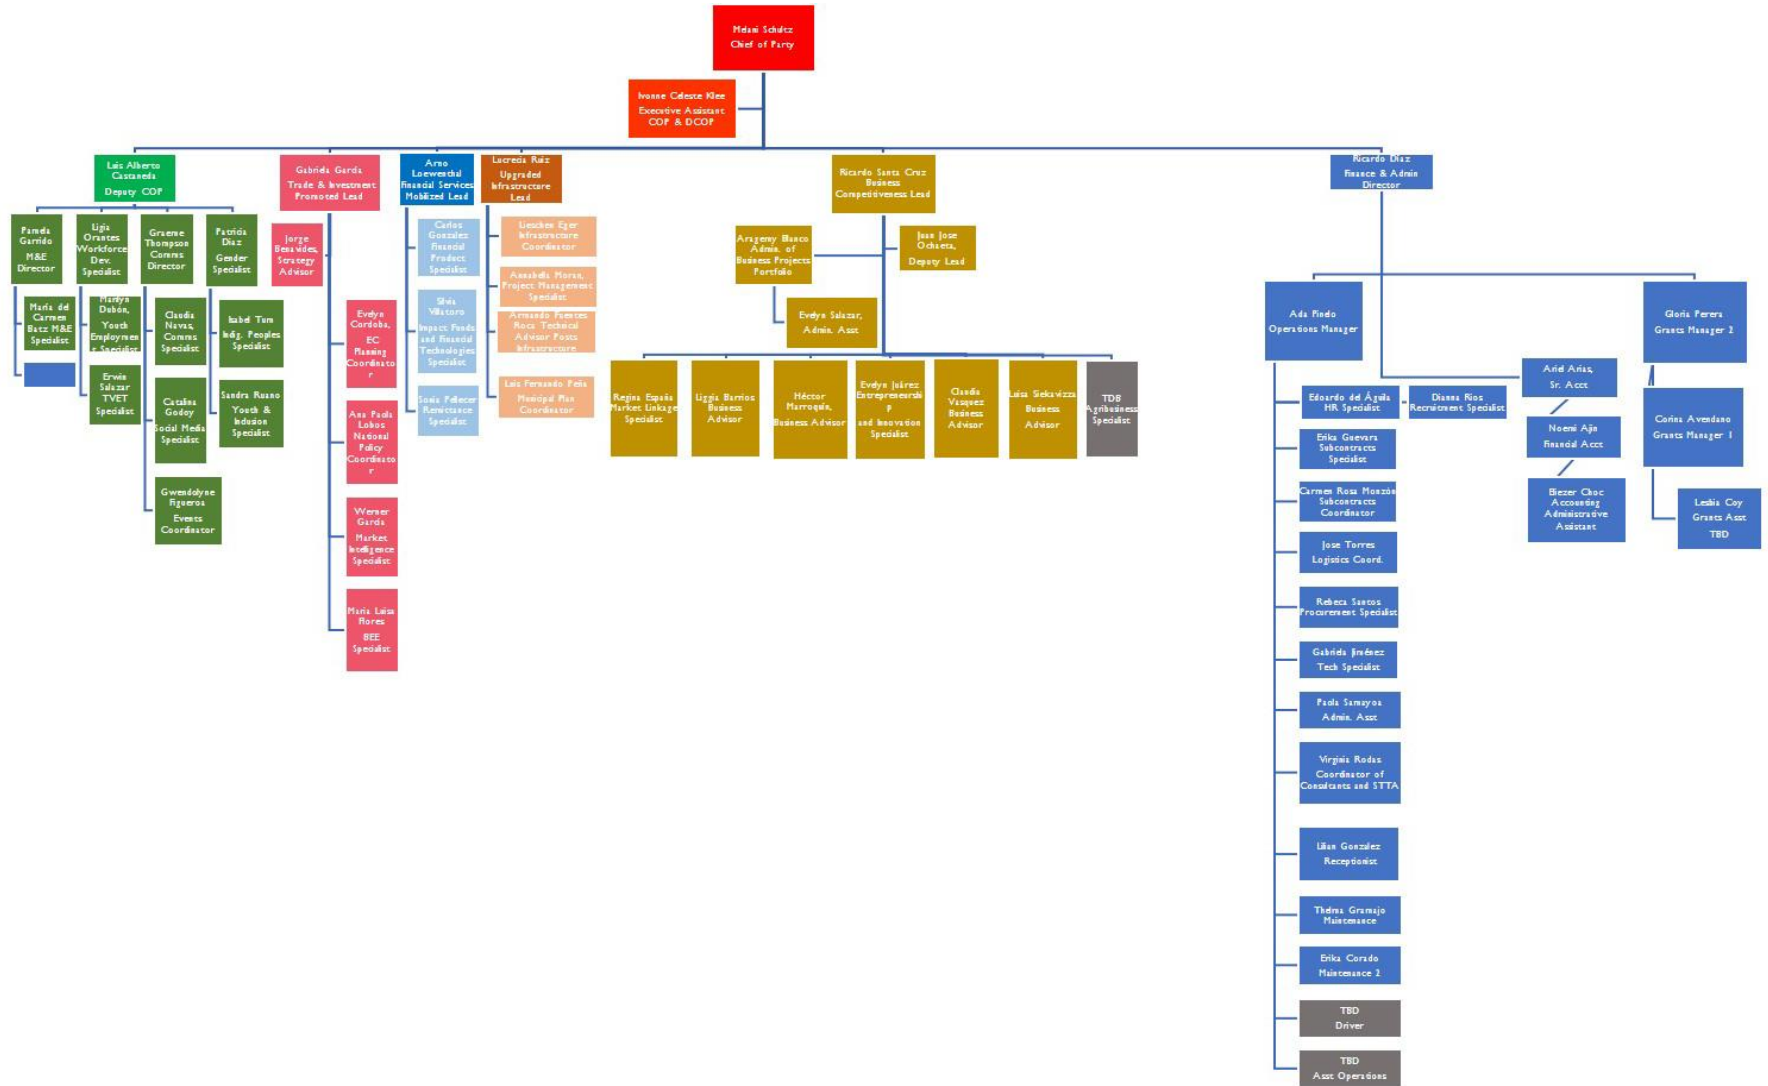 Melani Schultz
Chief of Party
Ivonne Celeste Klee
Executive Assistant
COP & DCOP
Luis Alberto
Castaneda
Deputy COP
Gabriela Garcia
Trade & Investment
Promoted Lead
Arno
Loewenthal
Financial Services
Mobilized Lead
Lucrecia Ruiz
Upgraded
Infrastructure
Lead
Ricardo Santa Cruz
Business
Competitiveness Lead
Ricardo Diaz
Finance & Admin
Director
Pamela
Garrido
M&E
Director
Ligia
Orantes
Workforce
Dev.
Specialist
Graeme
Thompson
Comms
Director
Patricia
Diaz
Gender
Specialist
Maria del
Carmen
Batz M&E
Specialist
Marilyn
Dubón,
Youth
Employmen
t Specialist
Erwin
Salazar
TVET
Specialist
Claudia
Navas,
Comms
Specialist
Catalina
Godoy
Social Media
Specialist
Gwendolyne
Figueroa
Events
Coordinator
Isabel Tum
Indig. Peoples
Specialist
Sandra Ruano
Youth &
Inclusion
Specialist
Jorge
Benavides,
Strategy
Advisor
Evelyn
Cordoba,
EC
Planning
Coordinato
r
Ana Paola
Lobos
National
Policy
Coordinato
r
Werner
Garcia
Market
Intelligence
Specialist
Maria Luisa
Flores
BEE
Specialist
Carlos
Gonzalez
Financial
Product
Specialist
Silvia
Villatoro
Impact Funds
and Financial
Technologies
Specialist
Sonia Pellecer
Remittance
Specialist
Lieschen Eger
Infrastructure
Coordinator
Annabella Moran,
Project Management
Specialist
Armando Fuentes
Roca Technical
Advisor Posts
Infrastructure
Luis Fernando Peña
Municipal Plan
Coordinator
Aragemy Blanco
Admin. of
Business Projects
Portfolio
Juan Jose
Ochaeta,
Deputy Lead
Evelyn Salazar,
Admin. Asst
Regina España
Market Linkage
Specialist
Liggia Barrios
Business
Advisor
Héctor
Marroquín,
Business Advisor
Evelyn Juárez
Entrepreneurshi
p
and Innovation
Specialist
Claudia
Vasquez
Business
Advisor
Luisa Siekavizza
Business
Advisor
TDB
Agribusiness
Specialist
Ada Pinelo
Operations Manager
Edoardo del Águila
HR Specialist
Dianna Rios
Recruitment Specialist
Erika Guevara
Subcontracts
Specialist
Carmen Rosa Monzón
Subcontracts
Coordinator
Jose Torres
Logistics Coord.
Rebeca Santos
Procurement Specialist
Gabriela Jiménez
Tech Specialist
Paola Samayoa
Admin. Asst
Virginia Rodas
Coordinator of
Consultants and STTA
Lilian Gonzalez
Receptionist
Thelma Gramajo
Maintenance
Erika Corado
Maintenance 2
TBD
Driver
TBD
Asst Operations
Ariel Arias,
Sr. Acct
Noemi Ajin
Financial Acct
Eliezer Choc
Accounting
Administrative
Assistant
Gloria Perera
Grants Manager 2
Corina Avendano
Grants Manager 1
Lesbia Coy
Grants Asst
TBD